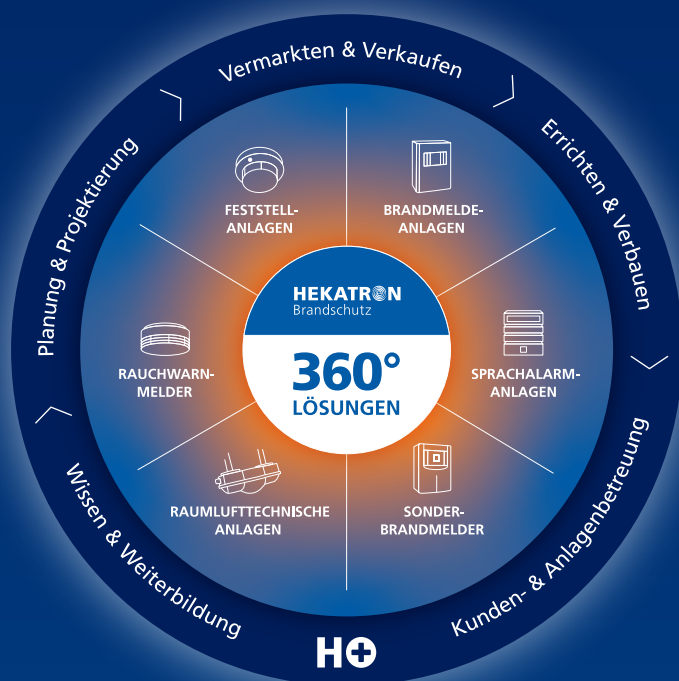 Vermarkten & Verkaufen
Errichten & Verbauen
Kunden- & Anlagenbetreuung
Wissen & Weiterbildung
Planung & Projektierung
FESTSTELL-
ANLAGEN
BRANDMELDE-
ANLAGEN
SPRACHALARM-
ANLAGEN
SONDER-
BRANDMELDER
RAUMLUFTTECHNISCHE
ANLAGEN
RAUCHWARN-
MELDER
HEKATRON
Brandschutz
360°
LÖSUNGEN
H+